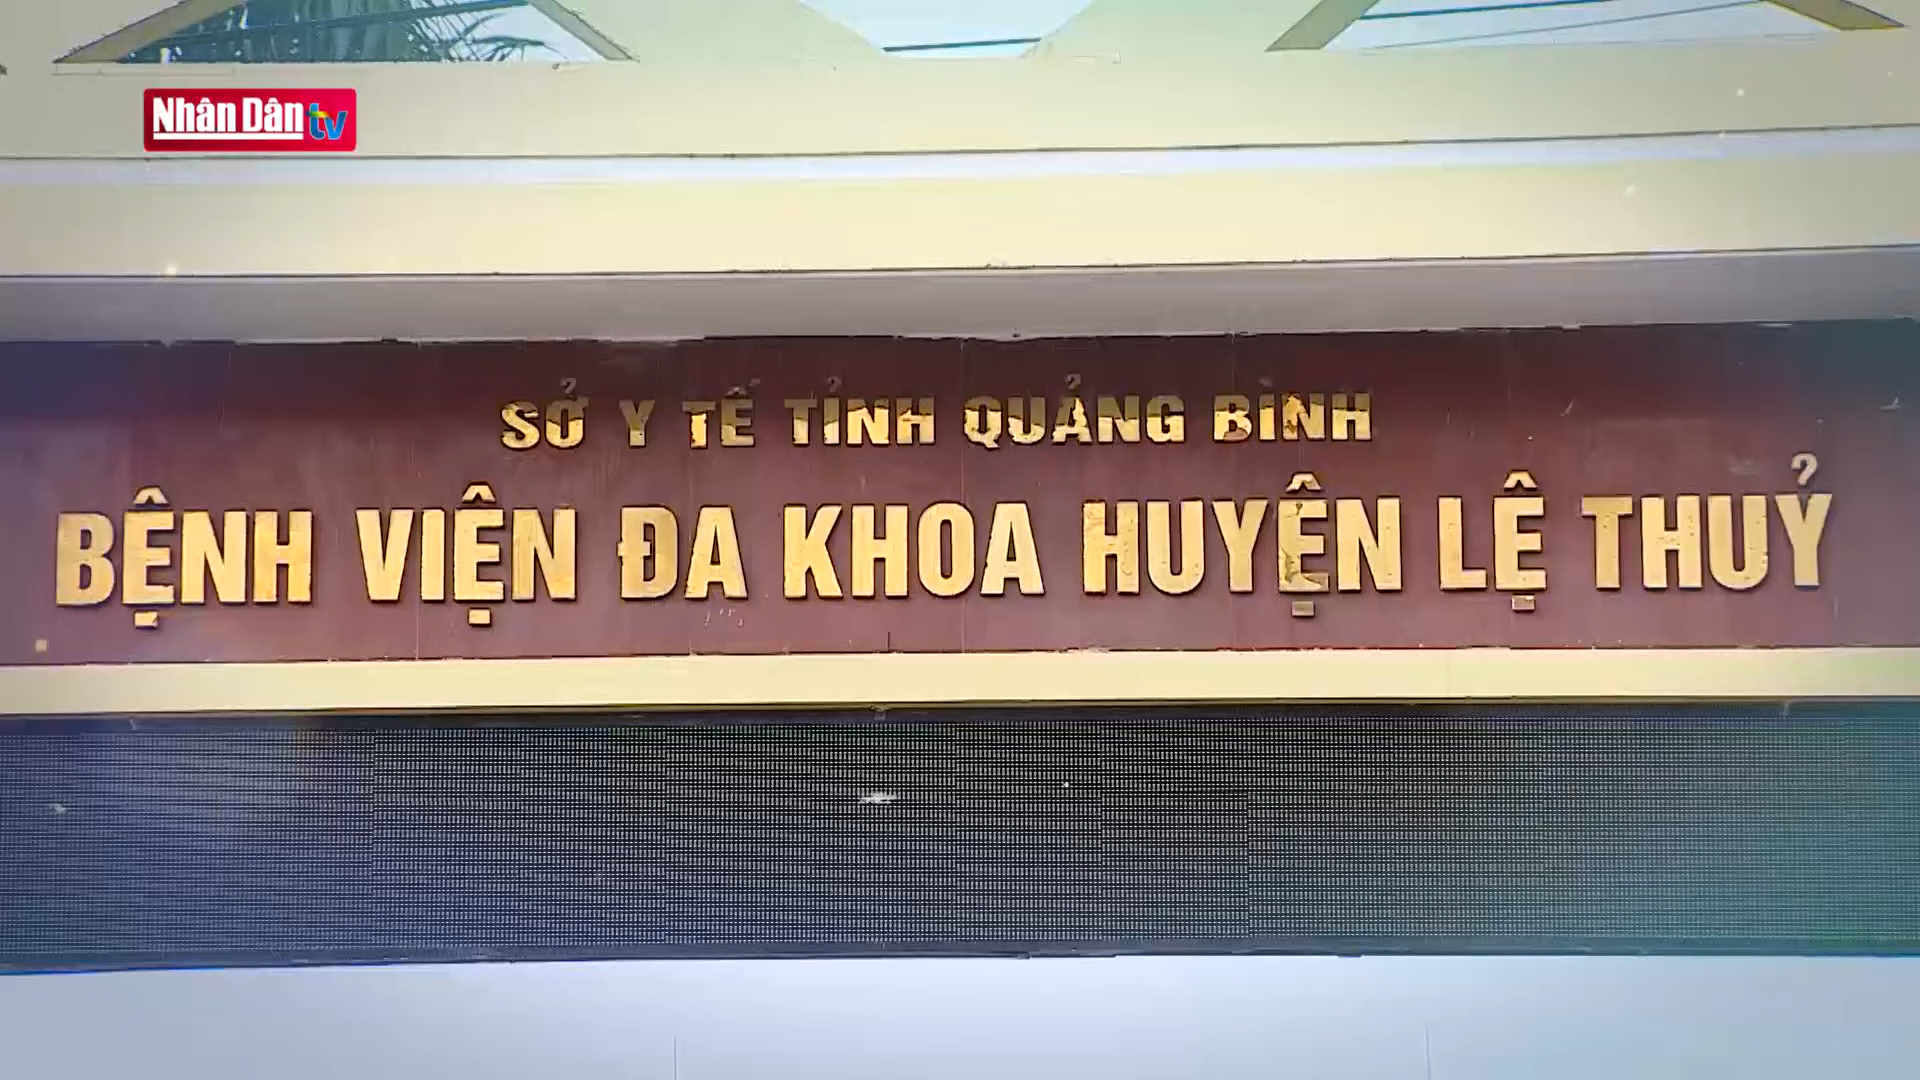 Nhân Dân tv
SỞ Y TẾ TỈNH QUẢNG BÌNH
BỆNH VIỆN ĐA KHOA HUYỆN LỆ THUỶ